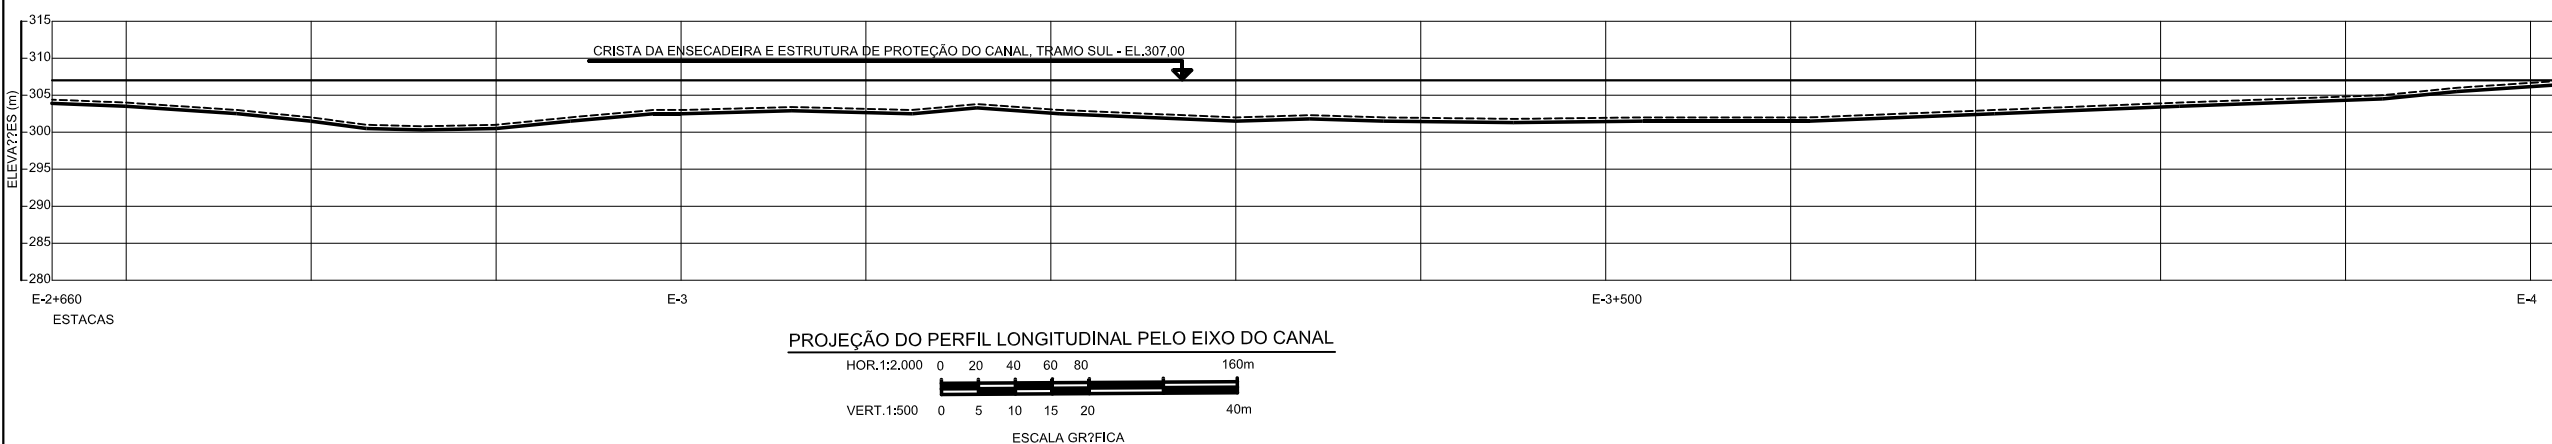 315
CRISTA DA ENSECADEIRA E ESTRUTURA DE PROTEÇÃO DO CANAL, TRAMO SUL - EL.307,00
310
305
300
295
290
285
280
ELEVA??ES (m)
E-2+660 E-3 E-3+500 E-4
ESTACAS
PROJEÇÃO DO PERFIL LONGITUDINAL PELO EIXO DO CANAL
HOR.1:2.000 0 20 40 60 80 160m
VERT.1:500 0 5 10 15 20 40m
ESCALA GR?FICA